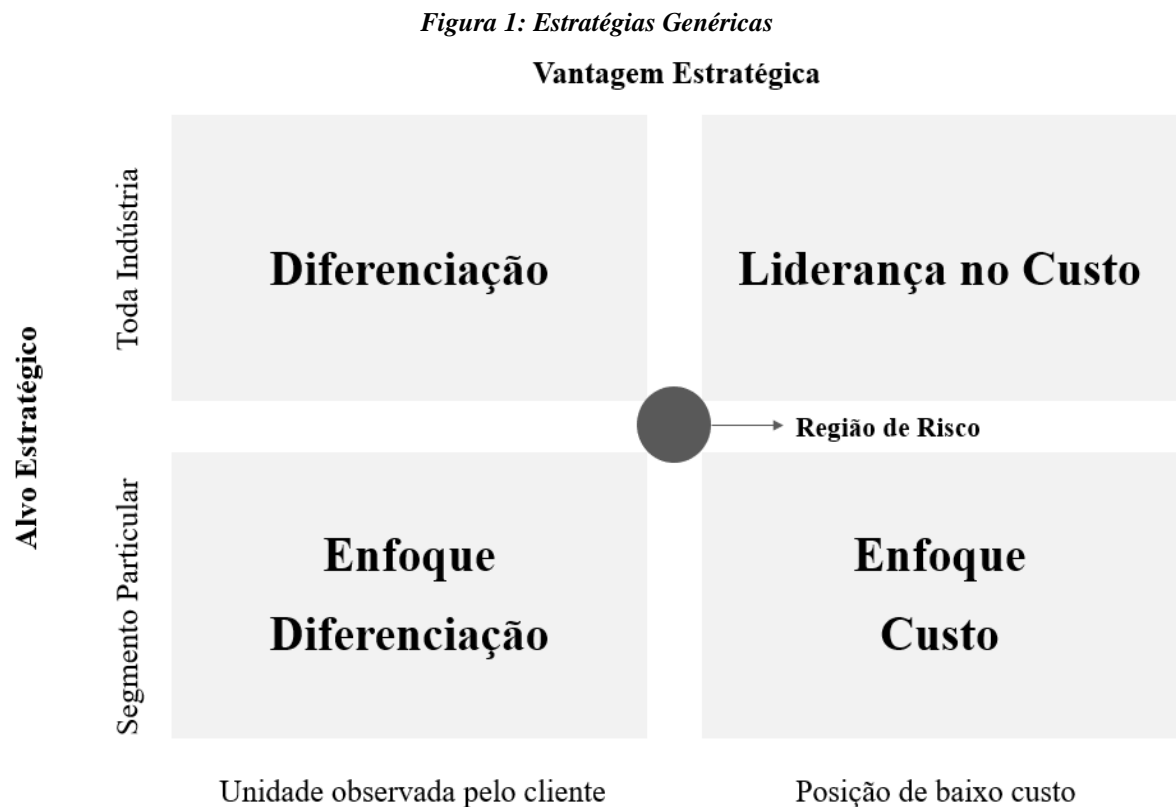 Figura 1: Estratégias Genéricas
Vantagem Estratégica
Alvo Estratégico
Toda Indústria
Diferenciação
Liderança no Custo
Região de Risco
Segmento Particular
Enfoque
Diferenciação
Enfoque
Custo
Unidade observada pelo cliente
Posição de baixo custo